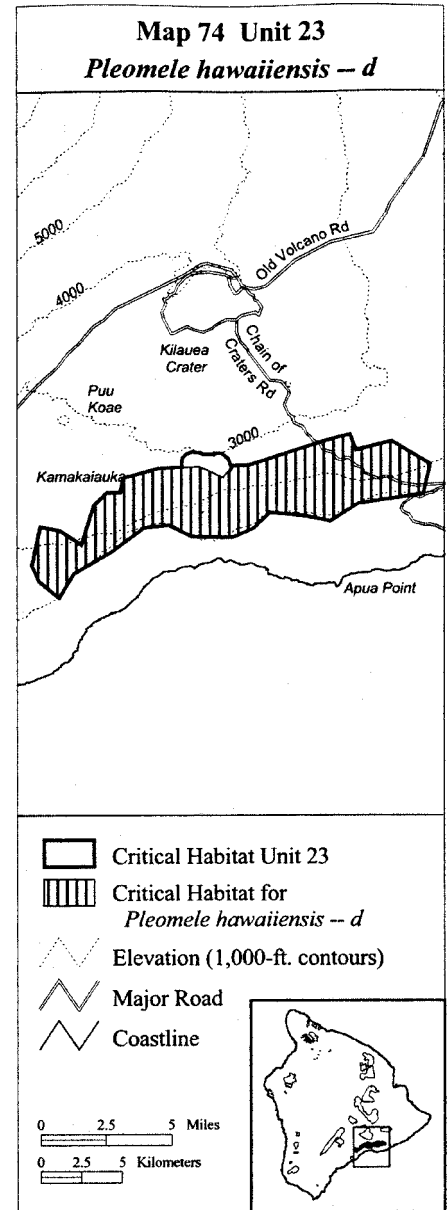 Map 74 Unit 23
Pleomele hawaiiensis -- d
5000
4000
Old Volcano Rd
Kilauea
Crater
Chain of
Craters Rd
Puu
Koae
3000
Kamakaiauka
Apua Point
Critical Habitat Unit 23
Critical Habitat for
Pleomele hawaiiensis -- d
Elevation (1,000-ft. contours)
Major Road
Coastline
0 2.5 5 Miles
0 2.5 5 Kilometers